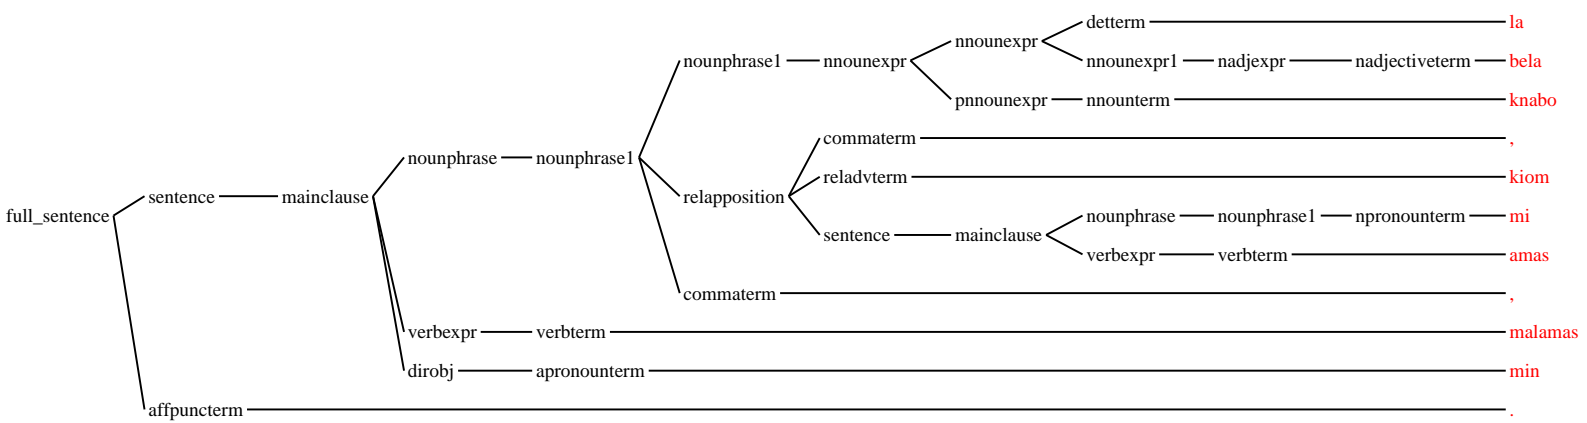 detterm la
nnounexpr
nounphrase1 nnounexpr nnounexpr1 nadjexpr nadjectiveterm bela
pnnounexpr nnounterm knabo
commaterm ,
nounphrase nounphrase1
reladvterm kiom
sentence mainclause relapposition
full_sentence nounphrase nounphrase1 npronounterm mi
sentence mainclause
verbexpr verbterm amas
commaterm ,
verbexpr verbterm malamas
dirobj apronounterm min
affpuncterm .